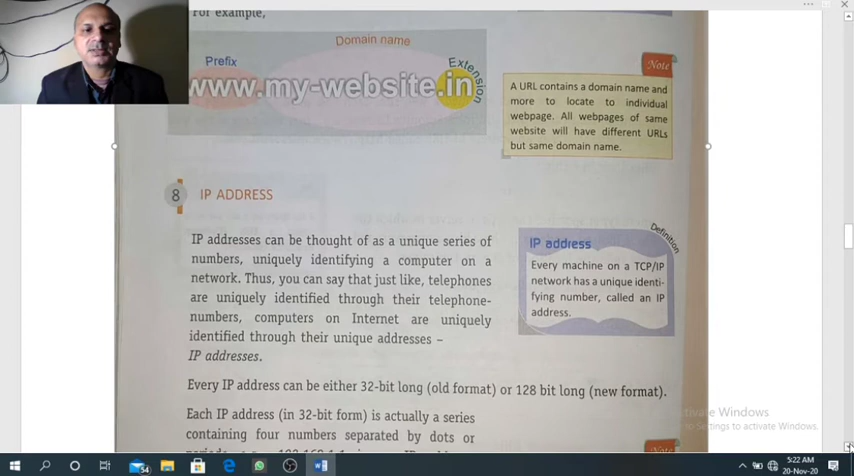 For example,
Domain name
Prefix
Extension
www.my-website.in
Note
A URL contains a domain name and
more to locate to individual
webpage. All webpages of same
website will have different URLs
but same domain name.
8 IP ADDRESS
IP addresses can be thought of as a unique series of
numbers, uniquely identifying a computer on a
network. Thus, you can say that just like, telephones
are uniquely identified through their telephone-
numbers, computers on Internet are uniquely
identified through their unique addresses –
IP addresses.
Definition
IP address
Every machine on a TCP/IP
network has a unique identi-
fying number, called an IP
address.
Every IP address can be either 32-bit long (old format) or 128 bit long (new format).
Each IP address (in 32-bit form) is actually a series
containing four numbers separated by dots or
Note
Activate Windows
Go to Settings to activate Windows.
54
5:22 AM
20-Nov-20